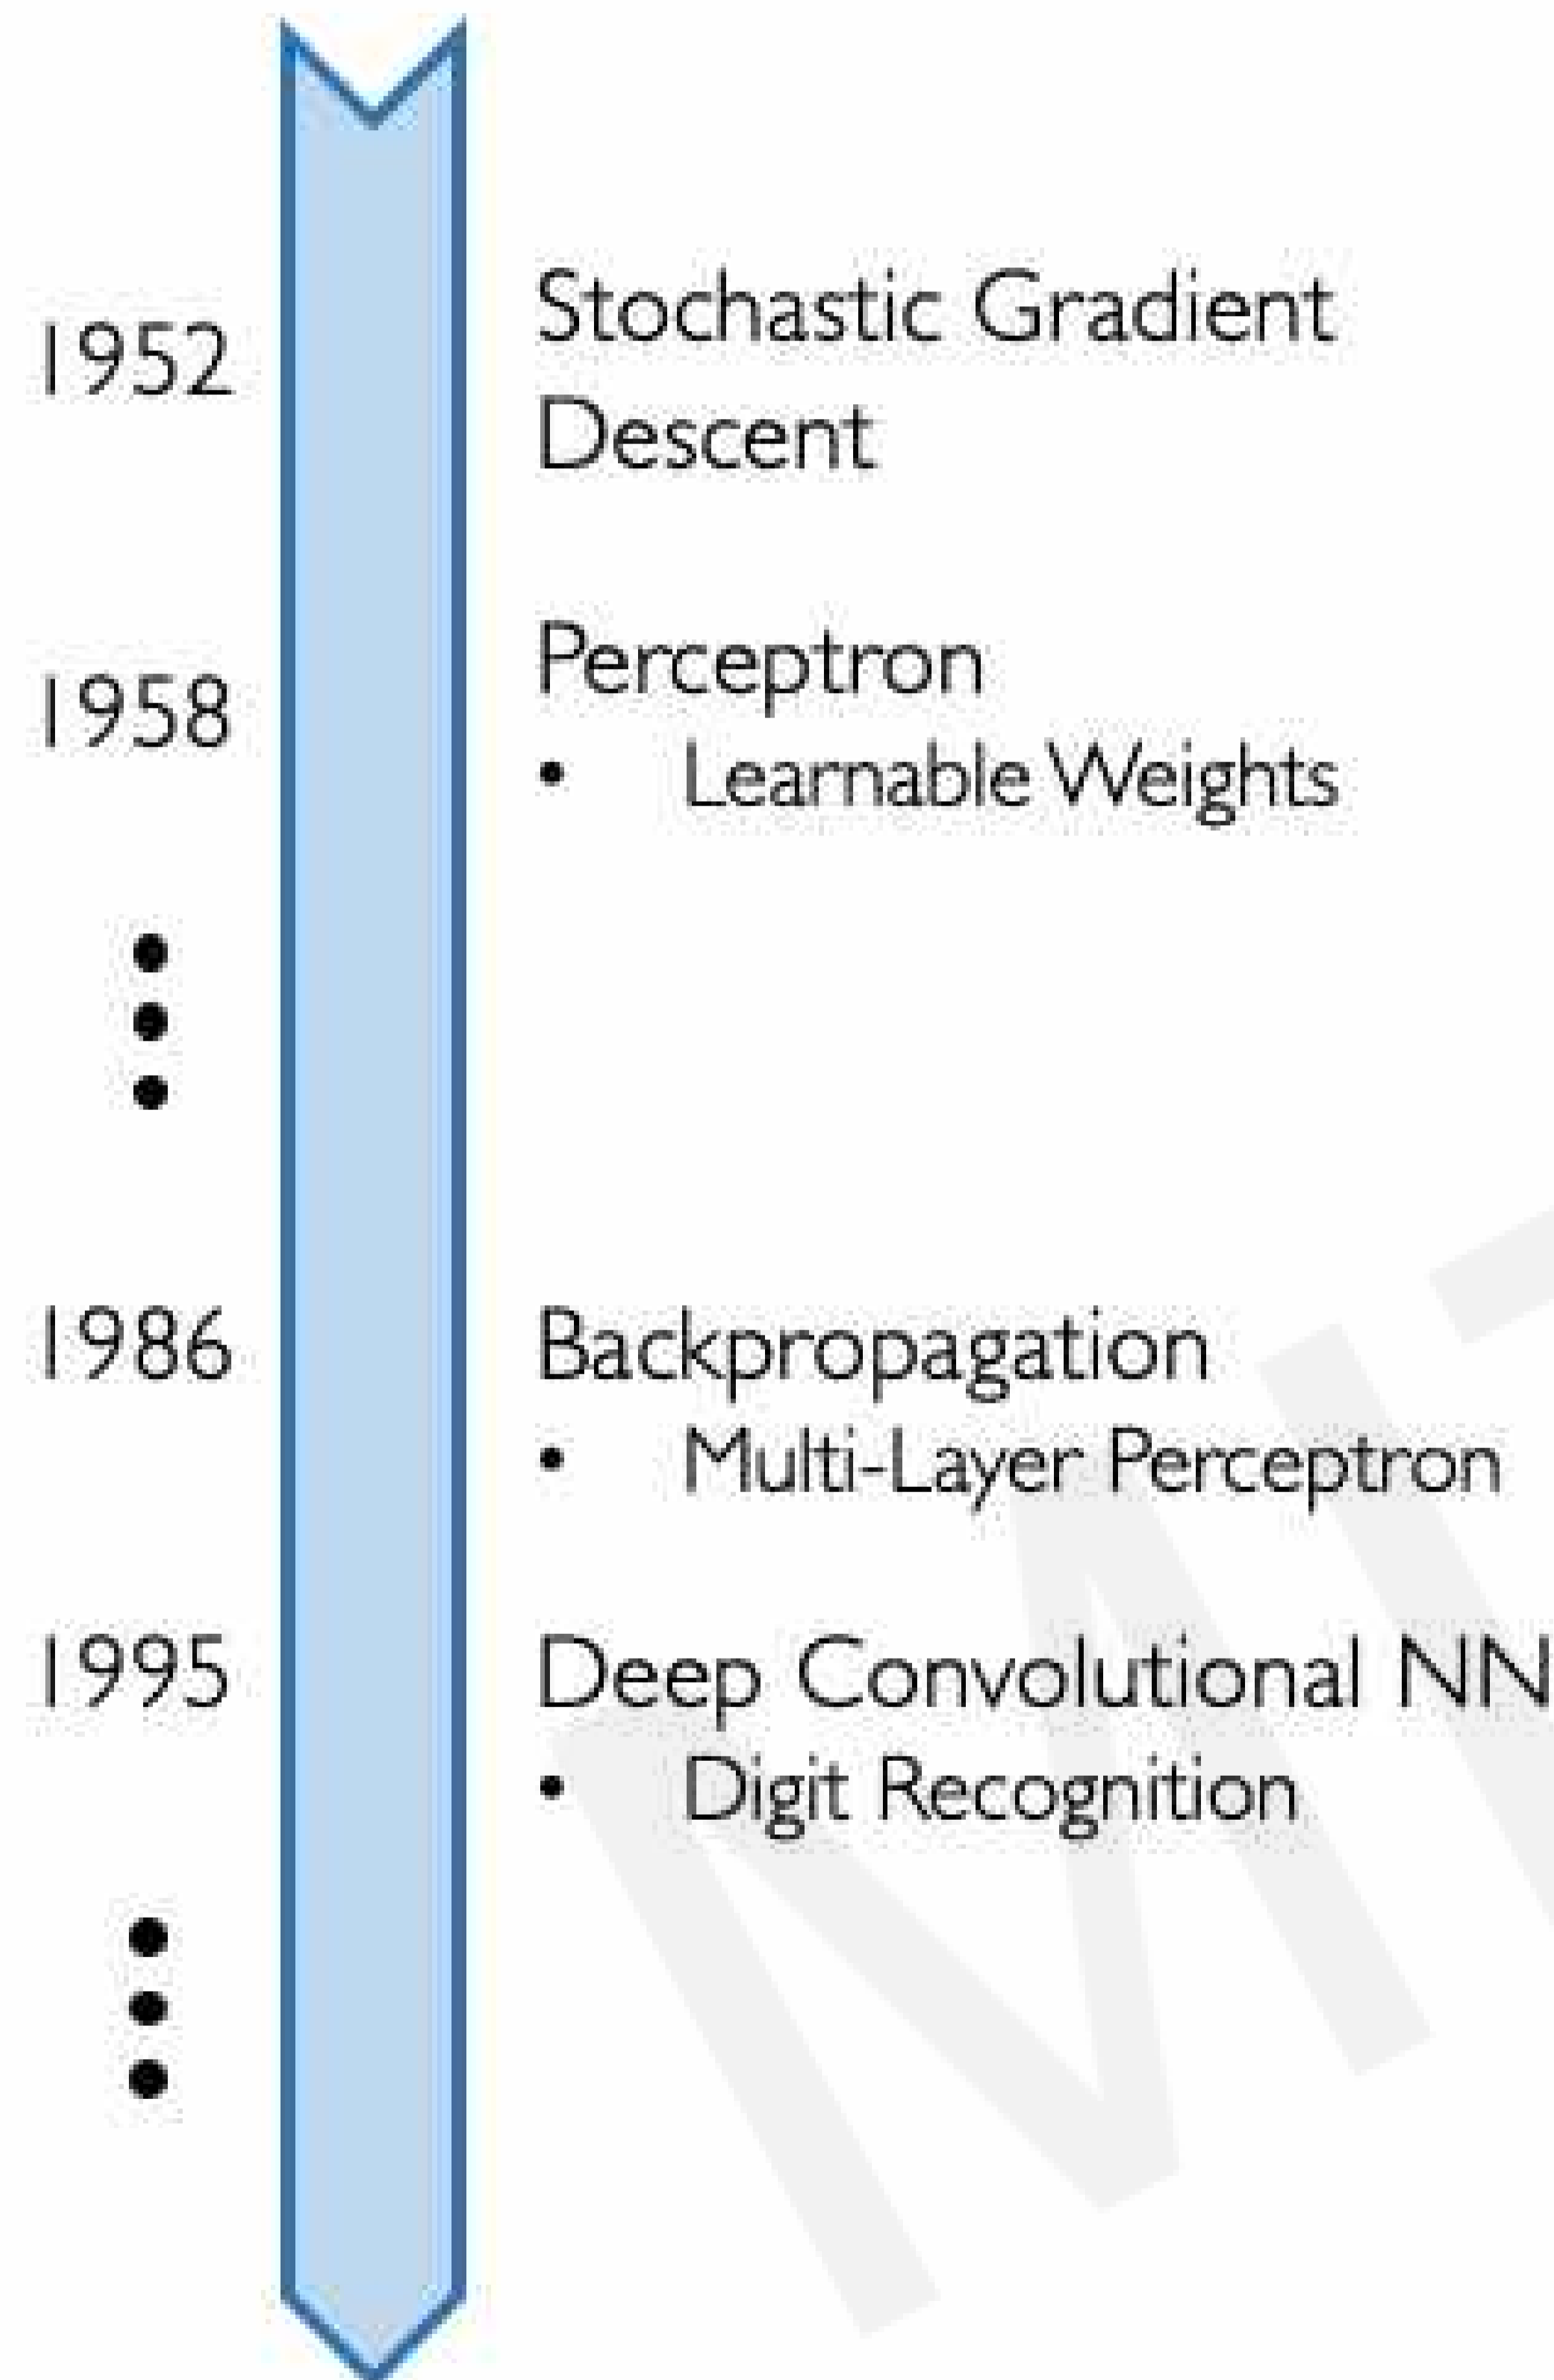 1952
Stochastic Gradient
Descent
1958
Perceptron
• Learnable Weights
1986
Backpropagation
• Multi-Layer Perceptron
1995
Deep Convolutional NN
• Digit Recognition